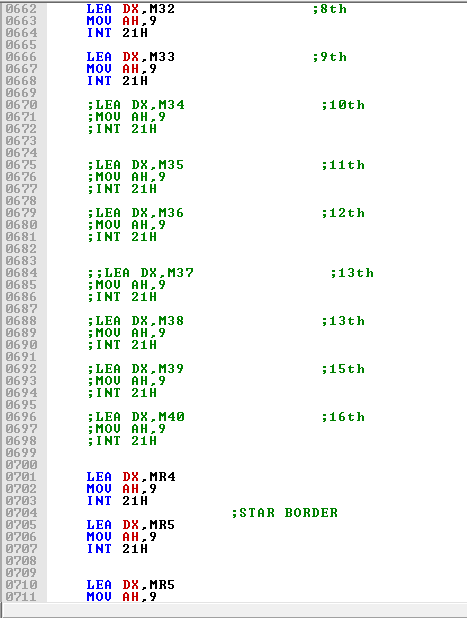 0662 LEA DX,M32 ;8th
0663 MOV AH,9
0664 INT 21H
0665
0666 LEA DX,M33 ;9th
0667 MOV AH,9
0668 INT 21H
0669
0670 ;LEA DX,M34 ;10th
0671 ;MOV AH,9
0672 ;INT 21H
0673
0674
0675 ;LEA DX,M35 ;11th
0676 ;MOV AH,9
0677 ;INT 21H
0678
0679 ;LEA DX,M36 ;12th
0680 ;MOV AH,9
0681 ;INT 21H
0682
0683
0684 ;;LEA DX,M37 ;13th
0685 ;MOV AH,9
0686 ;INT 21H
0687
0688 ;LEA DX,M38 ;13th
0689 ;MOV AH,9
0690 ;INT 21H
0691
0692 ;LEA DX,M39 ;15th
0693 ;MOV AH,9
0694 ;INT 21H
0695
0696 ;LEA DX,M40 ;16th
0697 ;MOV AH,9
0698 ;INT 21H
0699
0700
0701 LEA DX,MR4
0702 MOV AH,9
0703 INT 21H
0704 ;STAR BORDER
0705 LEA DX,MR5
0706 MOV AH,9
0707 INT 21H
0708
0709
0710 LEA DX,MR5
0711 MOV AH,9